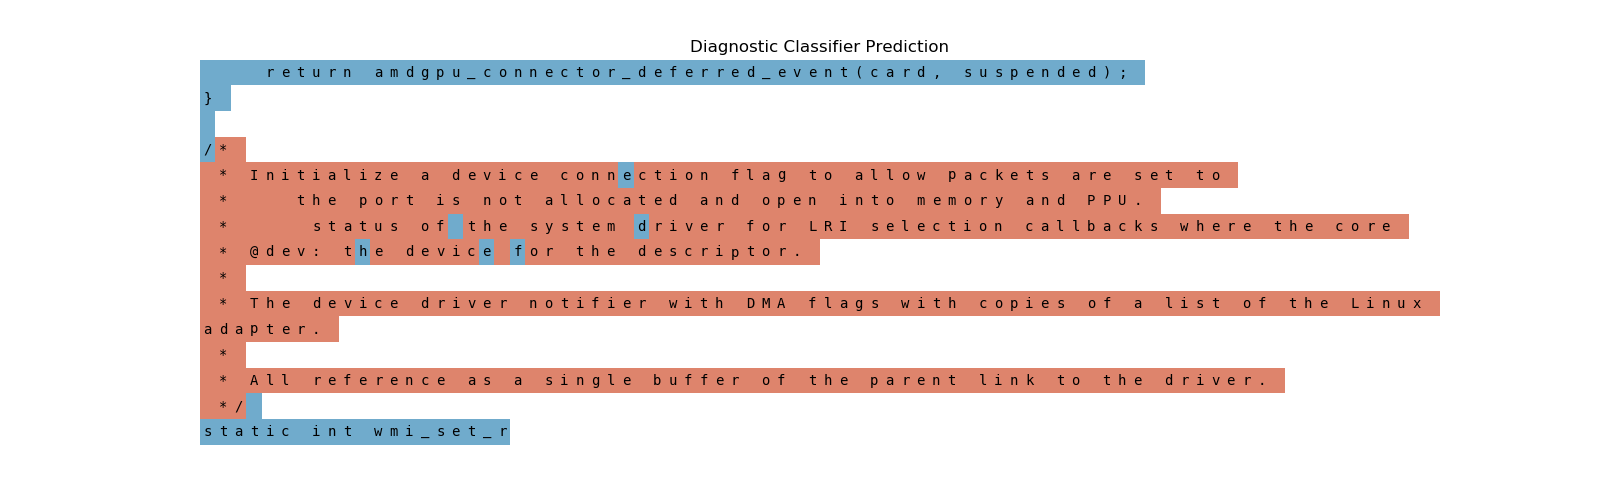 Diagnostic Classifier Prediction
return amdgpu_connector_deferred_event(card, suspended);
}
/*
* Initialize a device connection flag to allow packets are set to
* the port is not allocated and open into memory and PPU.
* status of the system driver for LRI selection callbacks where the core
* @dev: the device for the descriptor.
*
* The device driver notifier with DMA flags with copies of a list of the Linux
adapter.
*
* All reference as a single buffer of the parent link to the driver.
*/
static int wmi_set_r